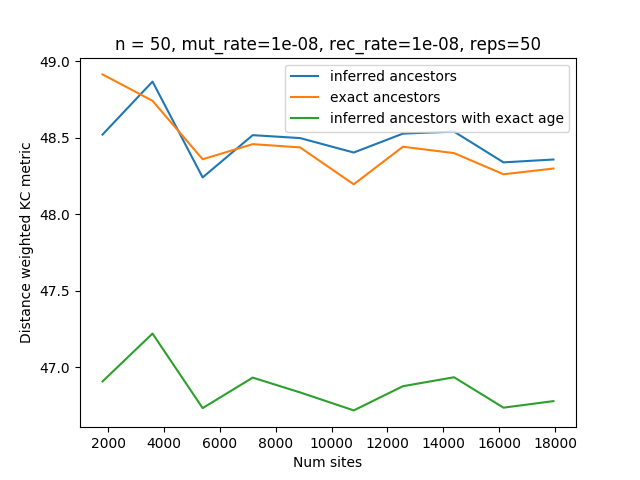 n = 50, mut_rate=1e-08, rec_rate=1e-08, reps=50
inferred ancestors
exact ancestors
inferred ancestors with exact age
Distance weighted KC metric
49.0
48.5
48.0
47.5
47.0
2000 4000 6000 8000 10000 12000 14000 16000 18000
Num sites